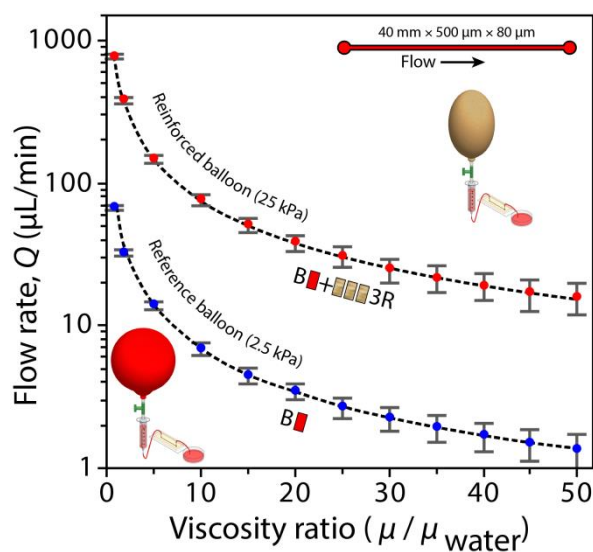 40 mm × 500 µm × 80 µm
Flow
1000
100
10
1
Flow rate, Q (µL/min)
Reinforced balloon (25 kPa)
B+3R
Reference balloon (2.5 kPa)
B
0 10 20 30 40 50
Viscosity ratio ( µ / µ water)